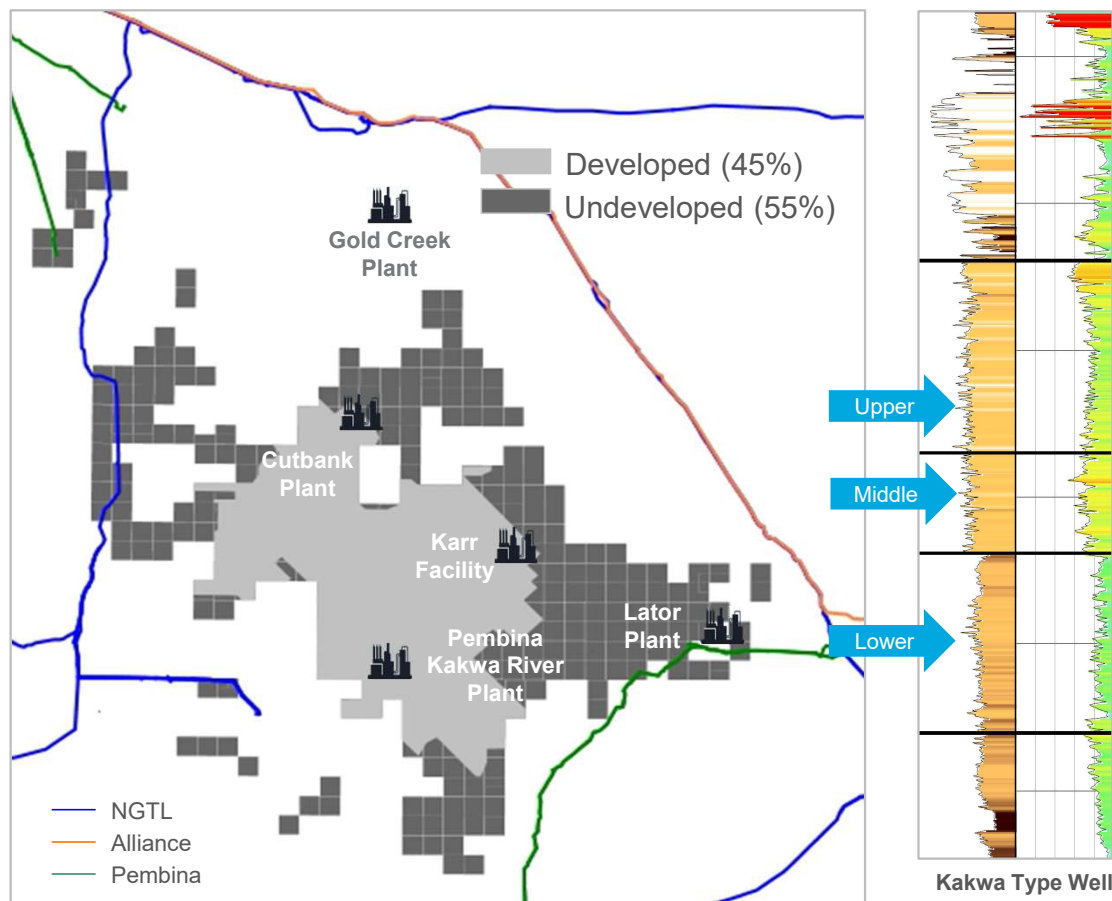 Developed (45%)
Undeveloped (55%)
Gold Creek
Plant
Cutbank
Plant
Karr
Facility
Lator
Plant
Pembina
Kakwa River
Plant
NGTL
Alliance
Pembina
Upper
Middle
Lower
Kakwa Type Well